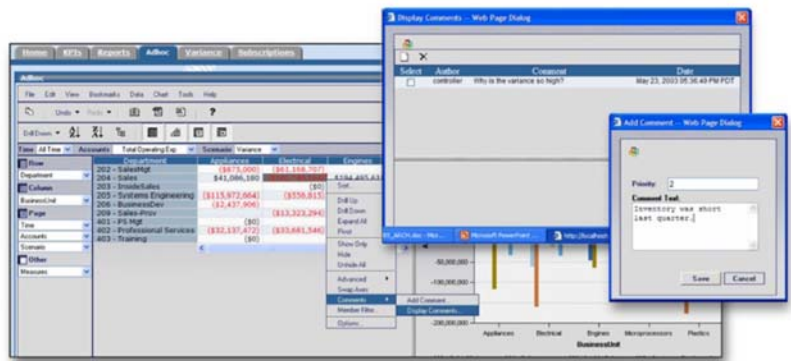 Display Comments -- Web Page Dialog
Select Author Comment Date
controller Why is the variance so high? May 23, 2003 05:36:49 PM PDT
Home KPIs Reports Adhoc Variance Subscriptions
Adhoc
File Edit View Bookmarks Data Chart Tools Help
Undo
Drill Down
Time All Time Accounts Total Operating Exp Scenario Variance
Row
Department
Column
BusinessUnit
Page
Time
Accounts
Scenario
Other
Measures
Department Appliances Electrical Engines
202 - SalesMgt ($875,000) ($61,198,707)
204 - Sales $41,086,180
203 - InsideSales ($0)
205 - Systems Engineering ($115,972,664) ($556,815)
206 - BusinessDev ($2,437,906)
209 - Sales-Prov ($13,323,294)
401 - PS Mgt ($0)
402 - Professional Services ($32,137,472) ($33,681,546)
403 - Training ($0)
Sort...
Drill Up
Drill Down
Expand All
Pivot
Show Only
Hide
Unhide All
Advanced
Swap Axes
Comments
Member Filter...
Options...
Add Comment...
Display Comments...
Add Comment -- Web Page Dialog
Priority: 2
Comment Text:
Inventory was short
last quarter.
Save Cancel
Microsoft PowerPoint ...
http://localhost
-50,000,000
-100,000,000
-200,000,000
Appliances Electrical Engines Microprocessors Plastics
BusinessUnit